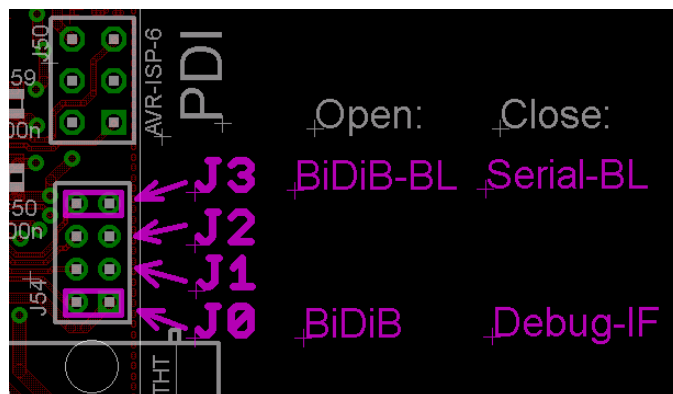 J50
AVR-ISP-6
PDI
59
00n
Open: Close:
J3 BiDiB-BL Serial-BL
F50
00n
J2
J1
J54
J0 BiDiB Debug-IF
THT